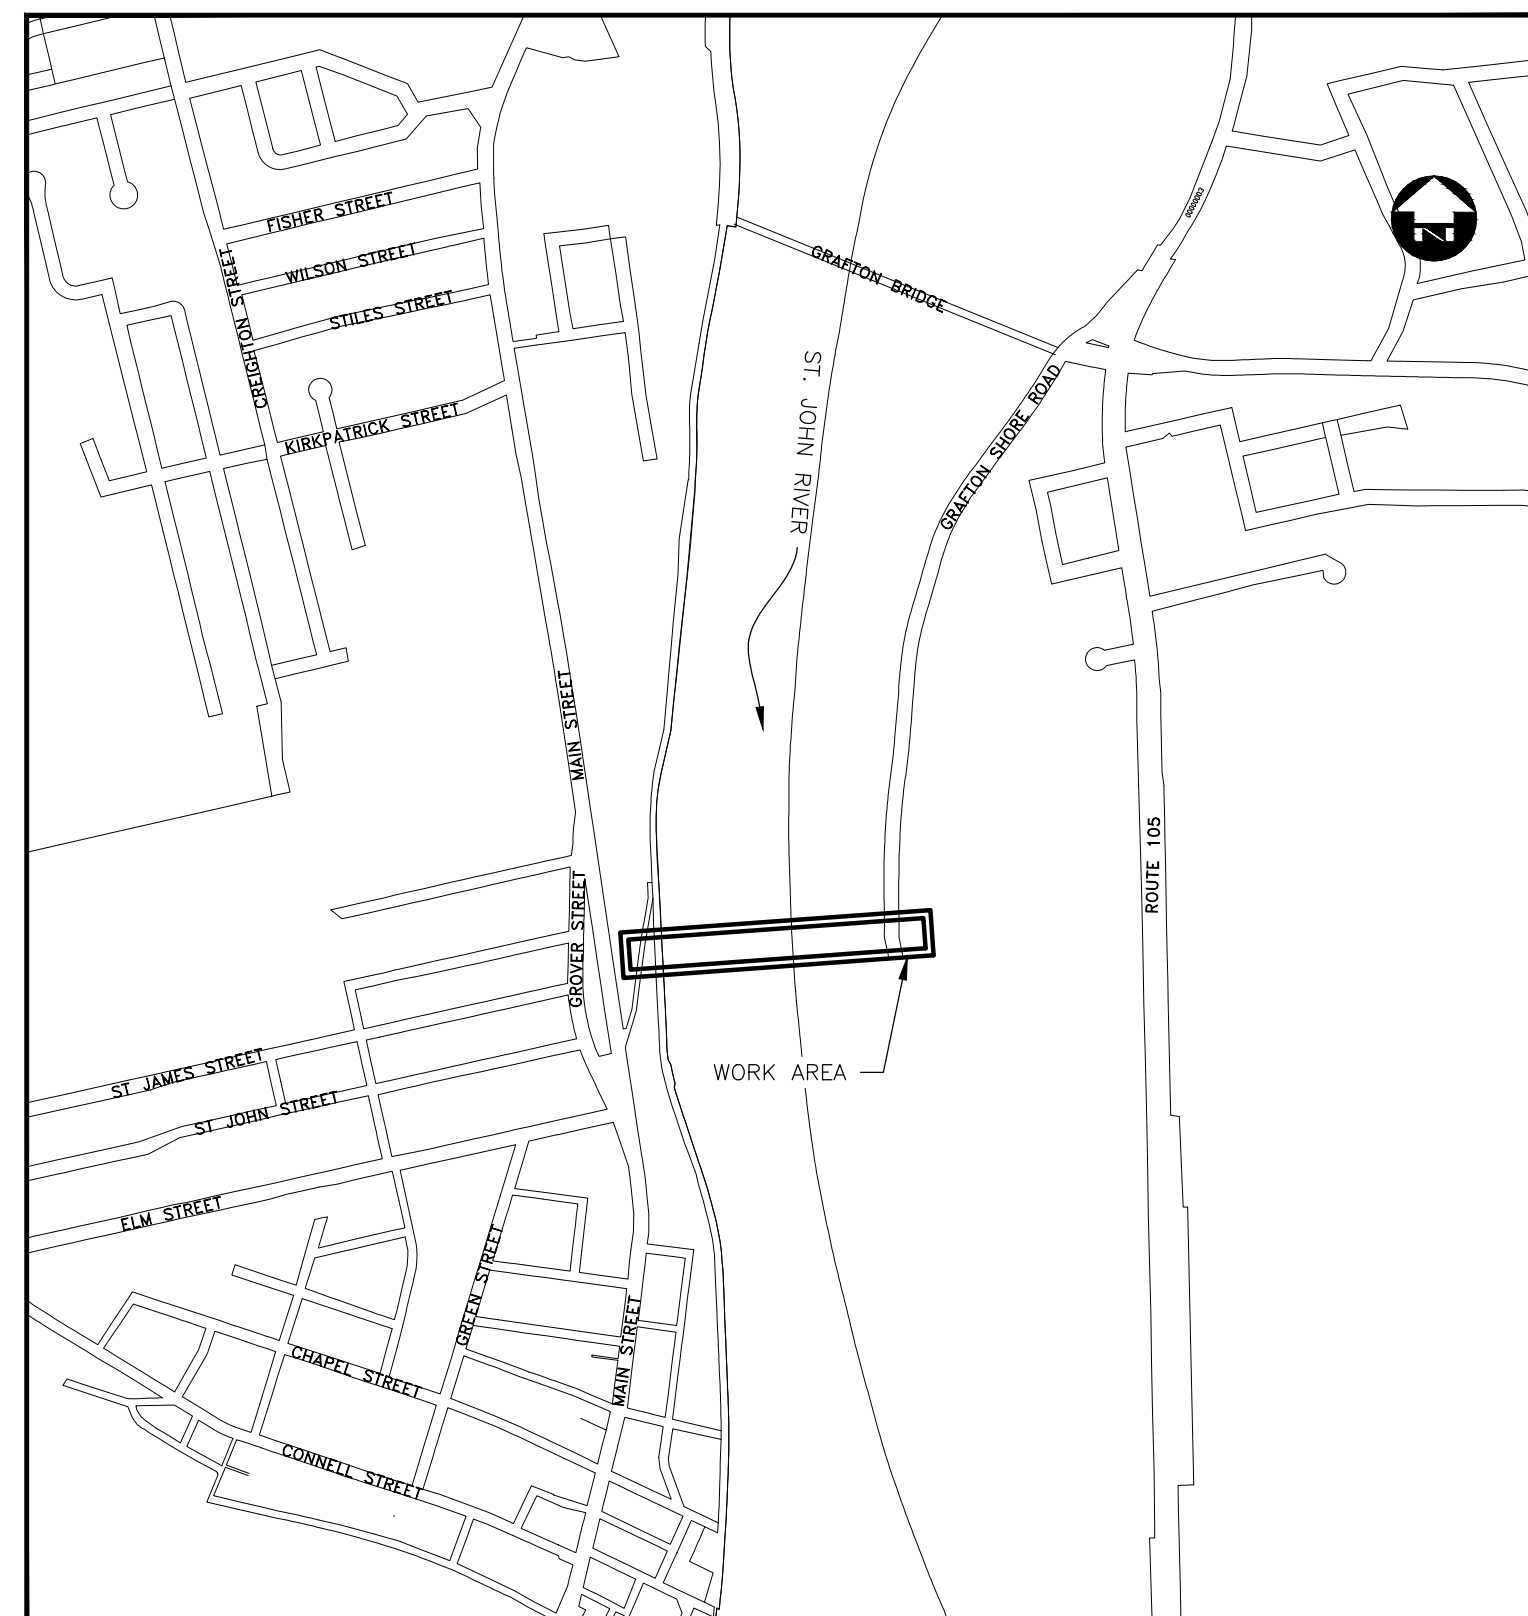 00000003
N
FISHER STREET
WILSON STREET
STILES STREET
CREIGHTON STREET
KIRKPATRICK STREET
GRAFTON BRIDGE
ST. JOHN RIVER
GRAFTON SHORE ROAD
MAIN STREET
ROUTE 105
GROVER STREET
WORK AREA
ST JAMES STREET
ST JOHN STREET
ELM STREET
GREEN STREET
MAIN STREET
CHAPEL STREET
CONNELL STREET